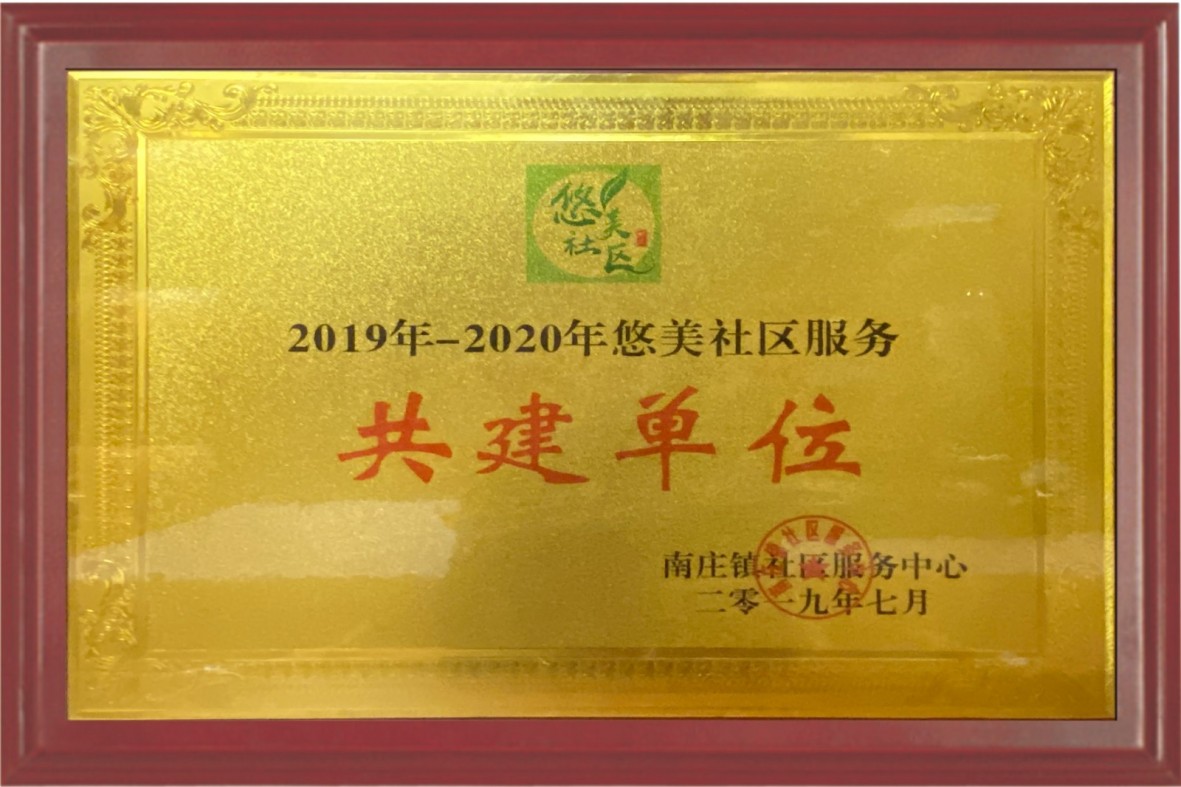 悠美
社区
2019年-2020年悠美社区服务
共建单位
南庄镇社区服务中心
二零一九年七月